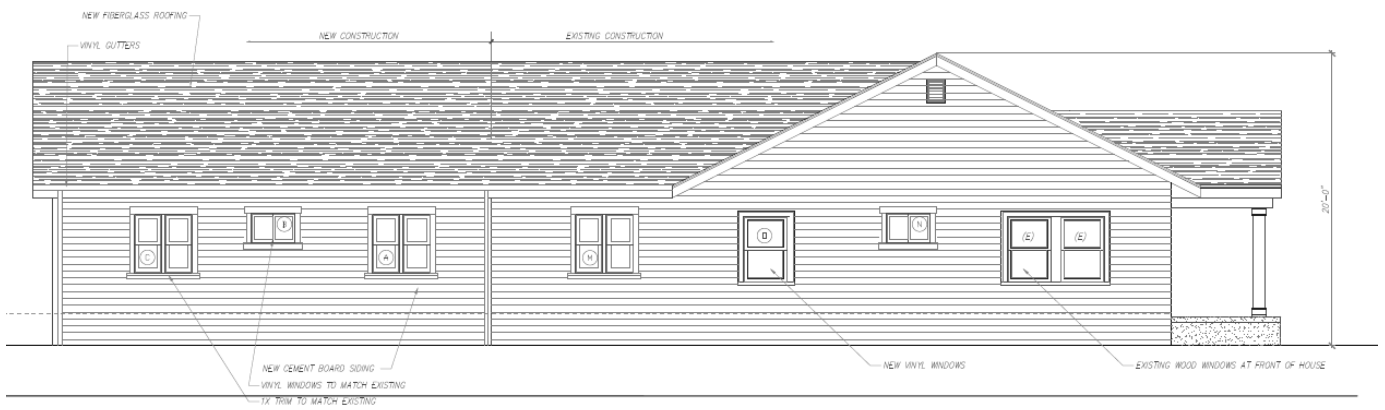 NEW FIBERGLASS ROOFING
VINYL GUTTERS
NEW CONSTRUCTION
EXISTING CONSTRUCTION
20'-0"
B
C
A
M
O
N
(E)
(E)
NEW CEMENT BOARD SIDING
VINYL WINDOWS TO MATCH EXISTING
1X TRIM TO MATCH EXISTING
NEW VINYL WINDOWS
EXISTING WOOD WINDOWS AT FRONT OF HOUSE